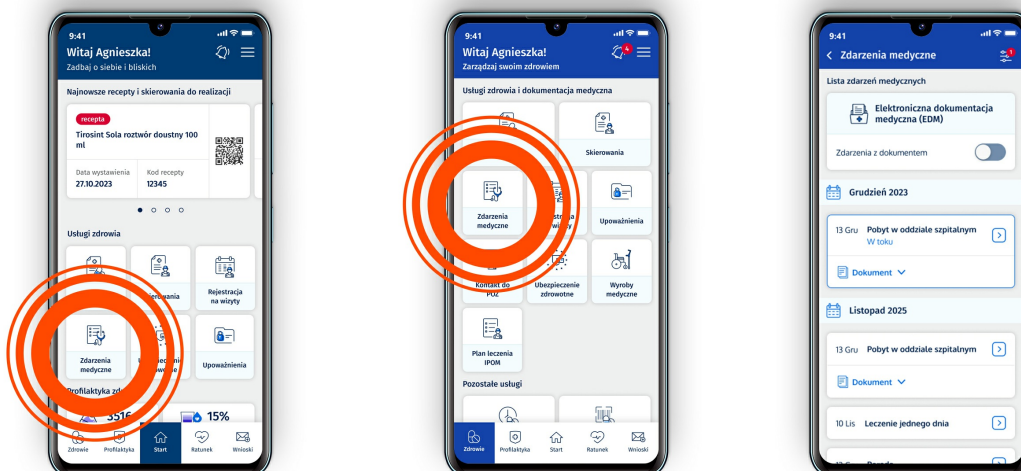 9:41
Witaj Agnieszka!
Zadbaj o siebie i bliskich
Najnowsze recepty i skierowania do realizacji
recepta
Tirosint Sola roztwór doustny 100
ml
Data wystawienia
Kod recepty
27.10.2023
12345
Usługi zdrowia
Rejestracja
na wizyty
Zdarzenia
medyczne
Upoważnienia
3516
15%
Zdrowie
Profilaktyka
Start
Ratunek
Wnioski
9:41
Witaj Agnieszka!
4
Zarządzaj swoim zdrowiem
Usługi zdrowia i dokumentacja medyczna
Skierowania
Zdarzenia
medyczne
Upoważnienia
Kontakt do
POZ
Ubezpieczenie
zdrowotne
Wyroby
medyczne
Plan leczenia
IPOM
Pozostałe usługi
Zdrowie
Profilaktyka
Start
Ratunek
Wnioski
9:41
Zdarzenia medyczne
1
Lista zdarzeń medycznych
Elektroniczna dokumentacja
medyczna (EDM)
Zdarzenia z dokumentem
Grudzień 2023
13 Gru Pobyt w oddziale szpitalnym
W toku
Dokument
Listopad 2025
13 Gru Pobyt w oddziale szpitalnym
Dokument
10 Lis Leczenie jednego dnia